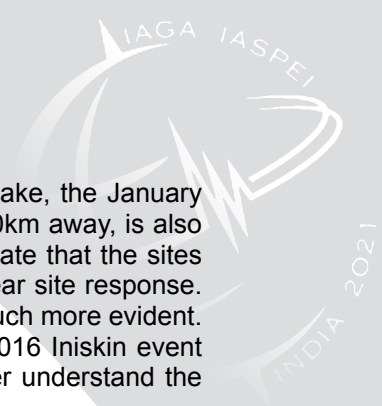 IAGA IASPEI
INDIA 2021
ake, the January
0km away, is also
ate that the sites
ear site response.
uch more evident.
016 Iniskin event
er understand the